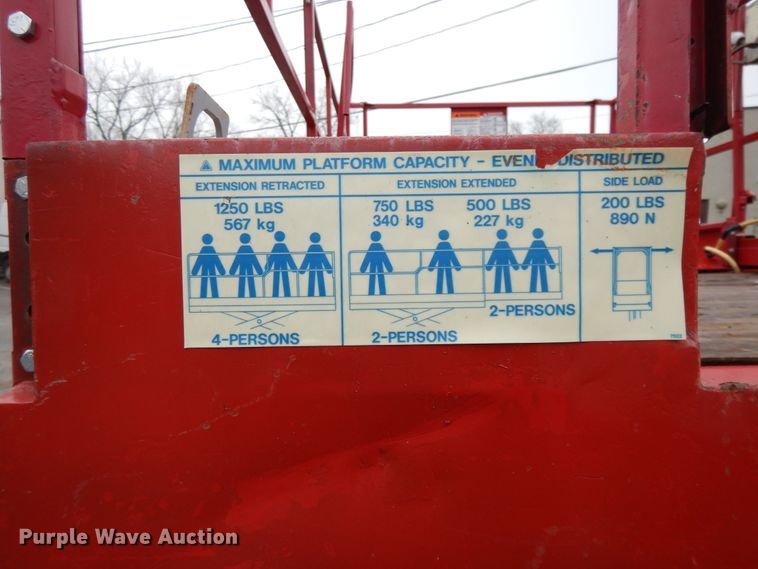 MAXIMUM PLATFORM CAPACITY - DISTRIBUTED
EXTENSION RETRACTED
1250 LBS
567 kg
4-PERSONS
EXTENSION EXTENDED
750 LBS 500 LBS
340 kg 227 kg
2-PERSONS
2-PERSONS
SIDE LOAD
200 LBS
890 N
Purple Wave Auction